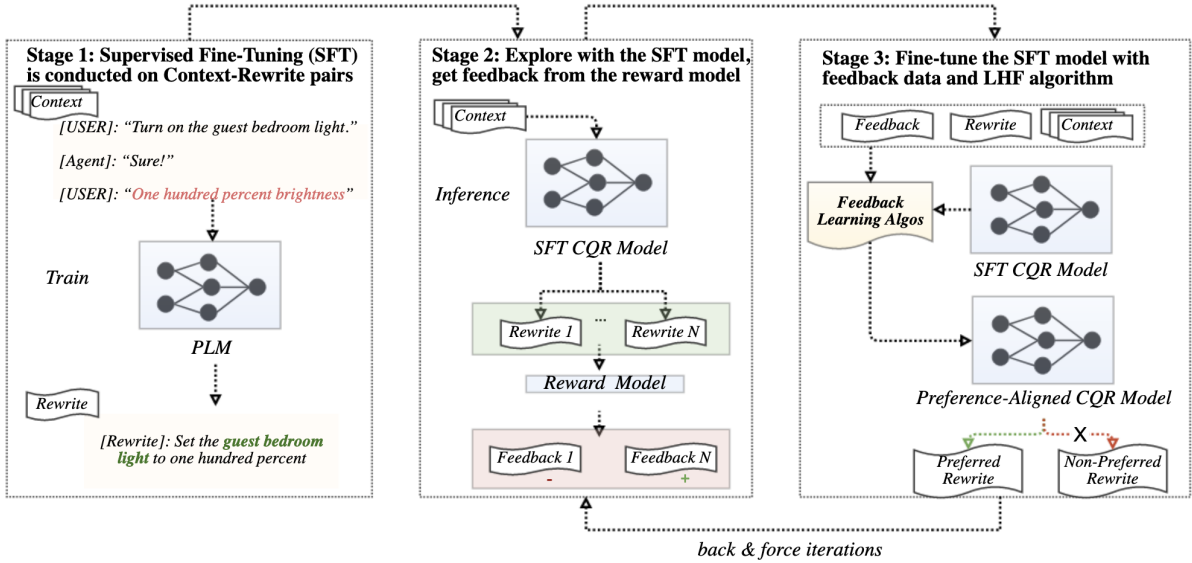 Stage 1: Supervised Fine-Tuning (SFT)
is conducted on Context-Rewrite pairs
Context
[USER]: “Turn on the guest bedroom light.”
[Agent]: “Sure!”
[USER]: “One hundred percent brightness”
Train
PLM
Rewrite
[Rewrite]: Set the guest bedroom
light to one hundred percent
Stage 2: Explore with the SFT model,
get feedback from the reward model
Context
Inference
SFT CQR Model
Rewrite 1
...
Rewrite N
Reward Model
Feedback 1
Feedback N
-
+
Stage 3: Fine-tune the SFT model with
feedback data and LHF algorithm
Feedback
Rewrite
Context
Feedback
Learning Algos
SFT CQR Model
Preference-Aligned CQR Model
X
Preferred
Rewrite
Non-Preferred
Rewrite
back & force iterations